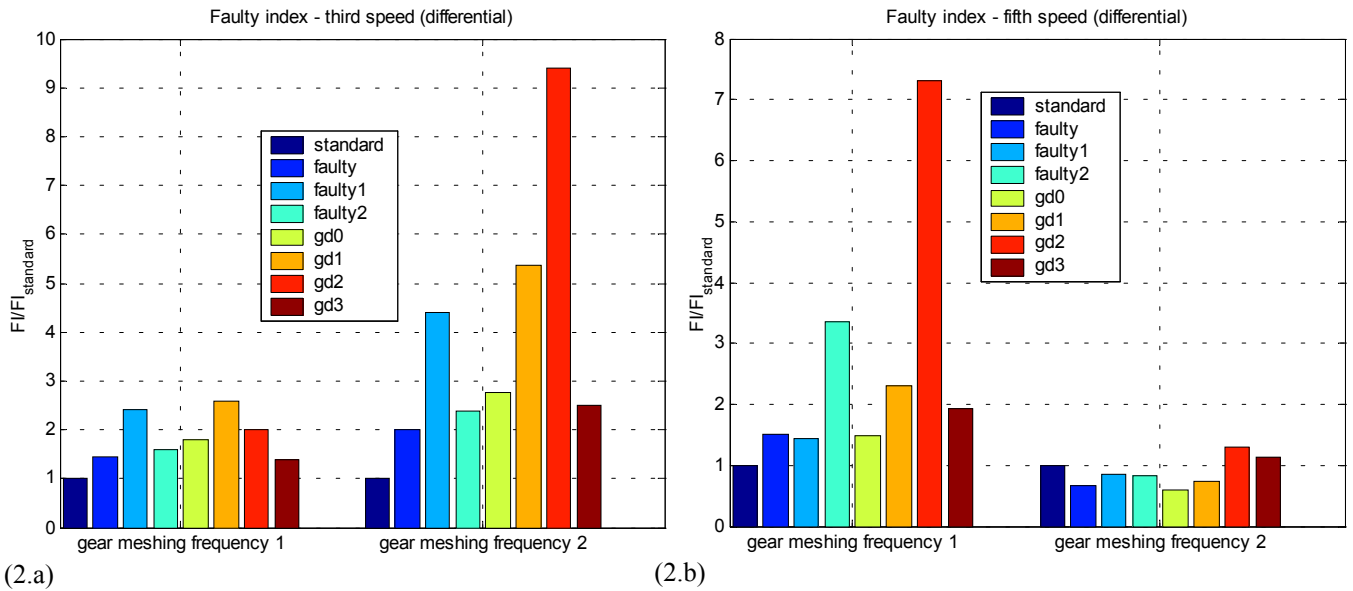 Faulty index - third speed (differential)
10
9
8
7
6
5
4
3
2
1
0
FI/FIstandard
standard
faulty
faulty1
faulty2
gd0
gd1
gd2
gd3
gear meshing frequency 1
gear meshing frequency 2
(2.a)
Faulty index - fifth speed (differential)
8
7
6
5
4
3
2
1
0
FI/FIstandard
standard
faulty
faulty1
faulty2
gd0
gd1
gd2
gd3
gear meshing frequency 1
gear meshing frequency 2
(2.b)